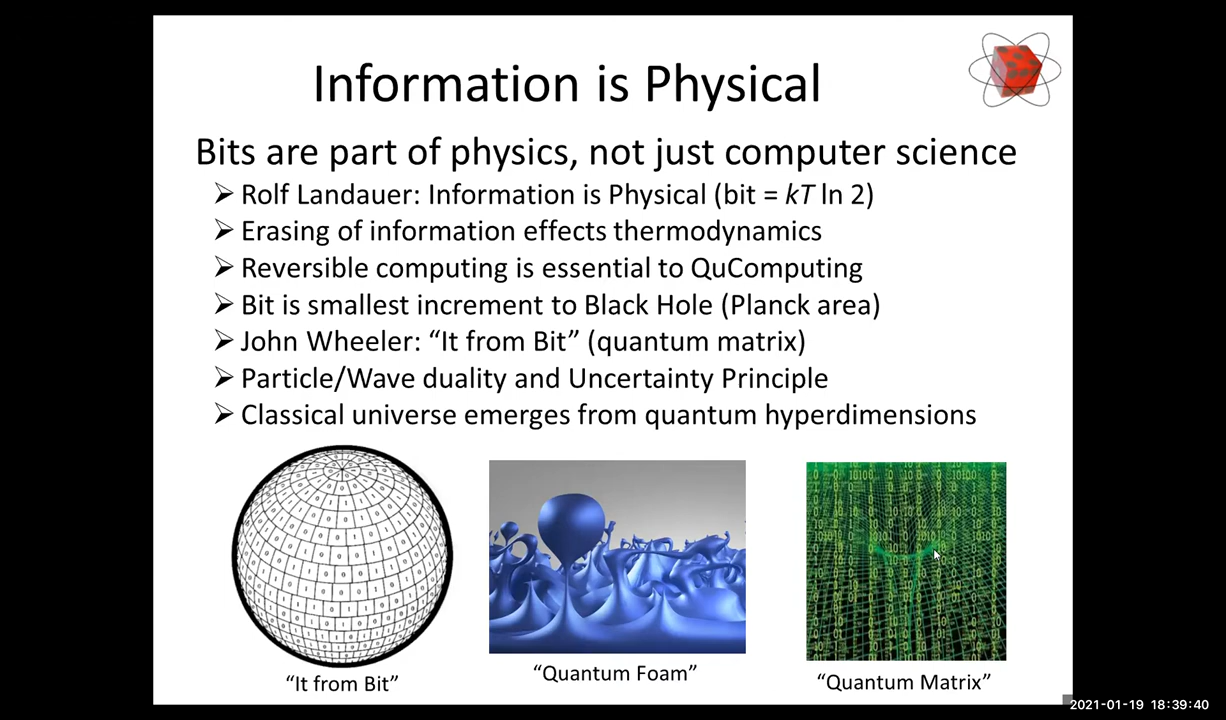 Information is Physical
Bits are part of physics, not just computer science
➢ Rolf Landauer: Information is Physical (bit = kT ln 2)
➢ Erasing of information effects thermodynamics
➢ Reversible computing is essential to QuComputing
➢ Bit is smallest increment to Black Hole (Planck area)
➢ John Wheeler: “It from Bit” (quantum matrix)
➢ Particle/Wave duality and Uncertainty Principle
➢ Classical universe emerges from quantum hyperdimensions
“It from Bit”
“Quantum Foam”
“Quantum Matrix”
2021-01-19 18:39:40